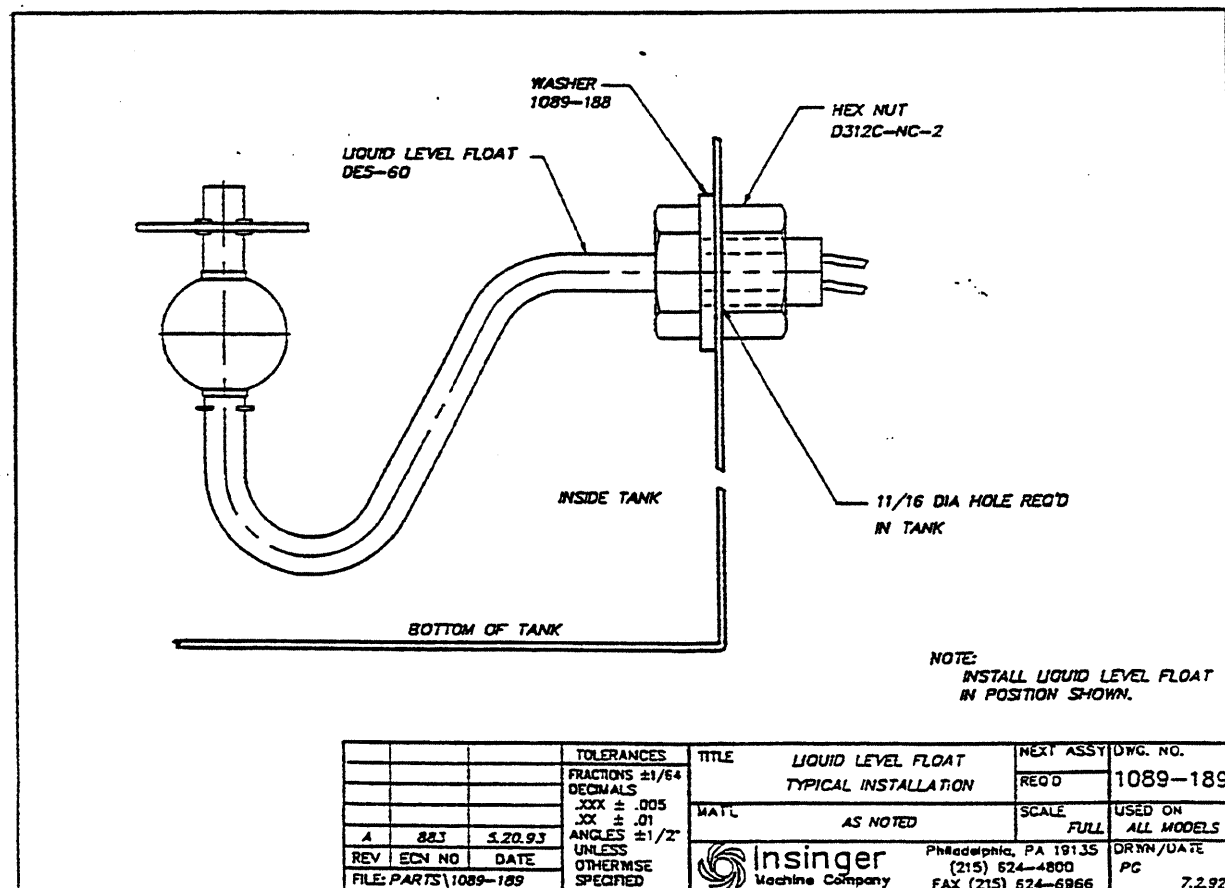 WASHER
1089-188
HEX NUT
D312C-NC-2
LIQUID LEVEL FLOAT
DES-60
INSIDE TANK
11/16 DIA HOLE REQ'D
IN TANK
BOTTOM OF TANK
NOTE:
INSTALL LIQUID LEVEL FLOAT
IN POSITION SHOWN.
TOLERANCES
FRACTIONS ±1/64
DECIMALS
.XXX ± .005
.XX ± .01
ANGLES ±1/2°
UNLESS
OTHERWISE
SPECIFIED
A 883 5.20.93
REV ECN NO DATE
FILE: PARTS\1089-189
TITLE LIQUID LEVEL FLOAT
TYPICAL INSTALLATION
NEXT ASSY
REQ'D
DWG. NO.
1089-189
MAT'L AS NOTED
SCALE
FULL
USED ON
ALL MODELS
Insinger
Machine Company
Philadelphia, PA 19135
(215) 624-4800
FAX (215) 624-6966
DRWN/DATE
PG